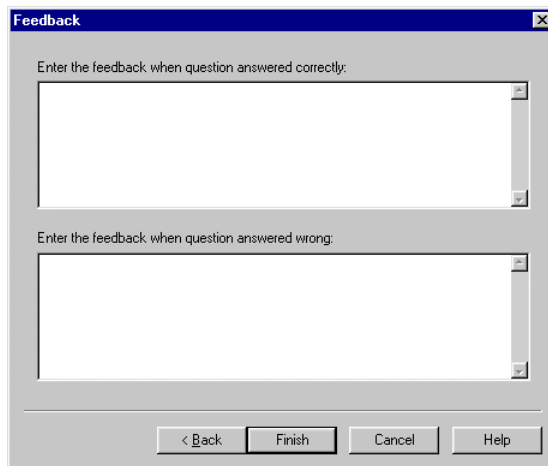 Feedback
Enter the feedback when question answered correctly:
Enter the feedback when question answered wrong:
< Back Finish Cancel Help